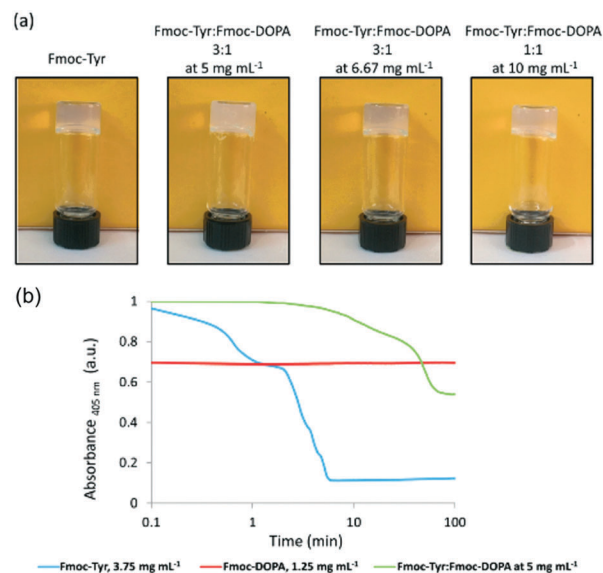 (a)
Fmoc-Tyr
Fmoc-Tyr:Fmoc-DOPA
3:1
at 5 mg mL⁻¹
Fmoc-Tyr:Fmoc-DOPA
3:1
at 6.67 mg mL⁻¹
Fmoc-Tyr:Fmoc-DOPA
1:1
at 10 mg mL⁻¹
(b)
Absorbance 405 nm (a.u.)
1
0.8
0.6
0.4
0.2
0
0.1
1
10
100
Time (min)
Fmoc-Tyr, 3.75 mg mL⁻¹
Fmoc-DOPA, 1.25 mg mL⁻¹
Fmoc-Tyr:Fmoc-DOPA at 5 mg mL⁻¹